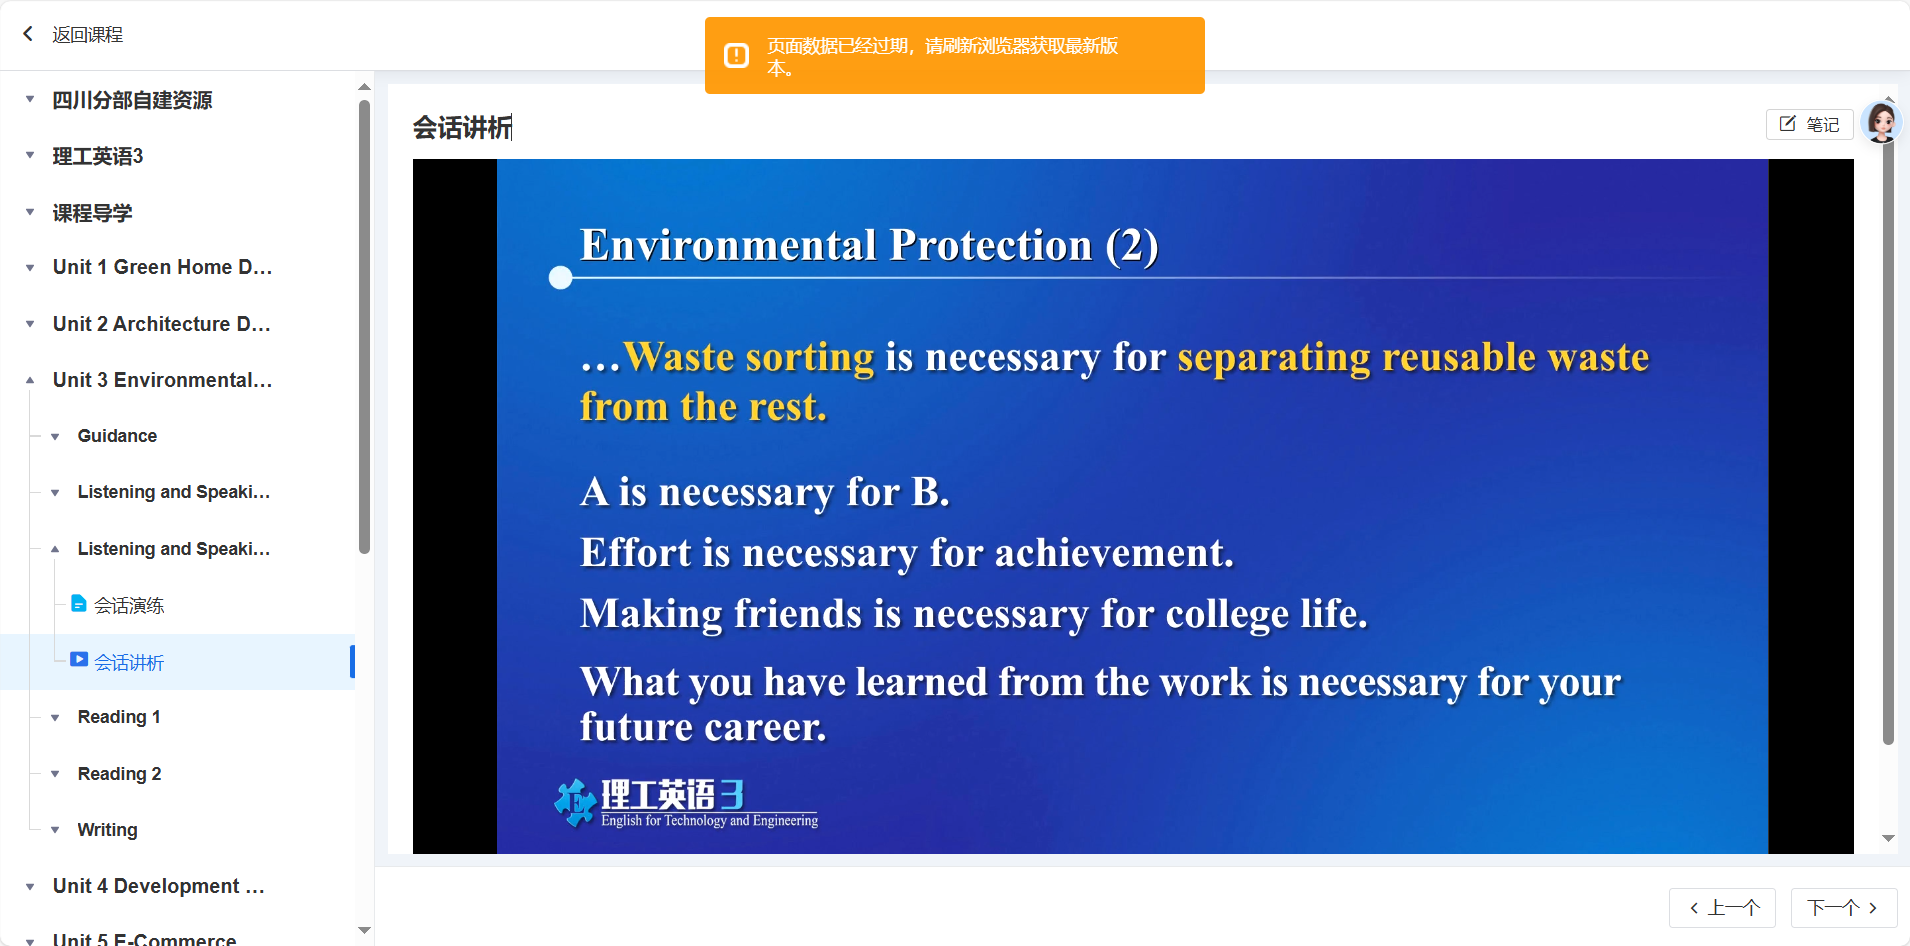 返回课程
页面数据已经过期，请刷新浏览器获取最新版
本。
四川分部自建资源
理工英语3
课程导学
Unit 1 Green Home D...
Unit 2 Architecture D...
Unit 3 Environmental...
Guidance
Listening and Speaki...
Listening and Speaki...
会话演练
会话讲析
Reading 1
Reading 2
Writing
Unit 4 Development ...
Unit 5 E-Commerce
会话讲析
笔记
Environmental Protection (2)
...Waste sorting is necessary for separating reusable waste
from the rest.
A is necessary for B.
Effort is necessary for achievement.
Making friends is necessary for college life.
What you have learned from the work is necessary for your
future career.
理工英语3
English for Technology and Engineering
上一个
下一个